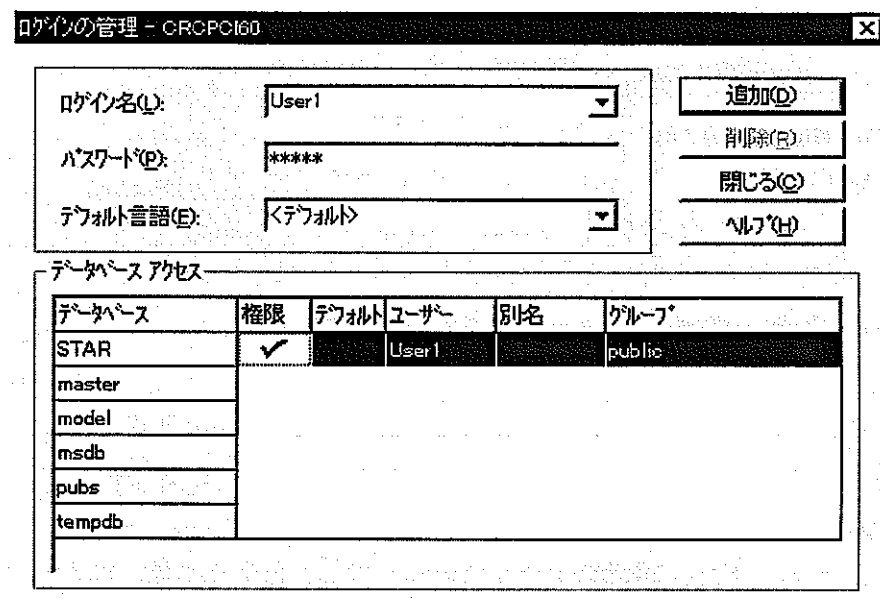 ログインの管理 - CRCPCI60
ログイン名(L):
User1
追加(D)
削除(R)
パスワード(P):
*****
閉じる(C)
デフォルト言語(E):
<デフォルト>
ヘルプ(H)
データベース アクセス
データベース 権限 デフォルト ユーザー 別名 グループ
STAR ✓ User1 public
master
model
msdb
pubs
tempdb